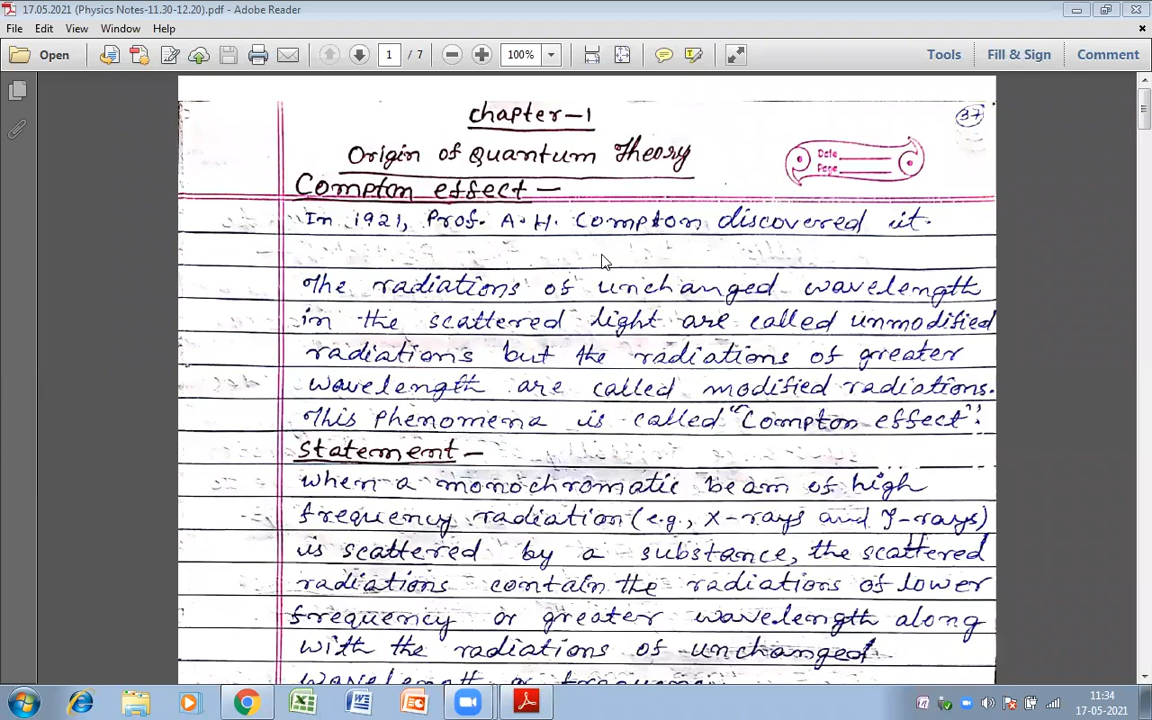 17.05.2021 (Physics Notes-11.30-12.20).pdf - Adobe Reader
File Edit View Window Help
Open 1 / 7 100% Tools Fill & Sign Comment
Chapter-1
37
Origin of Quantum Theory
Date
Page
Compton effect -
In 1921, Prof. A.H. Compton discovered it.
The radiations of unchanged wavelength
in the scattered light are called unmodified
radiations but the radiations of greater
wavelength are called modified radiations.
This Phenomena is called "Compton effect".
Statement -
When a monochromatic beam of high
frequency radiation (e.g., X-rays and γ-rays)
is scattered by a substance, the scattered
radiations contain the radiations of lower
frequency or greater wavelength along
with the radiations of unchanged
wavelength or
11:34
17-05-2021